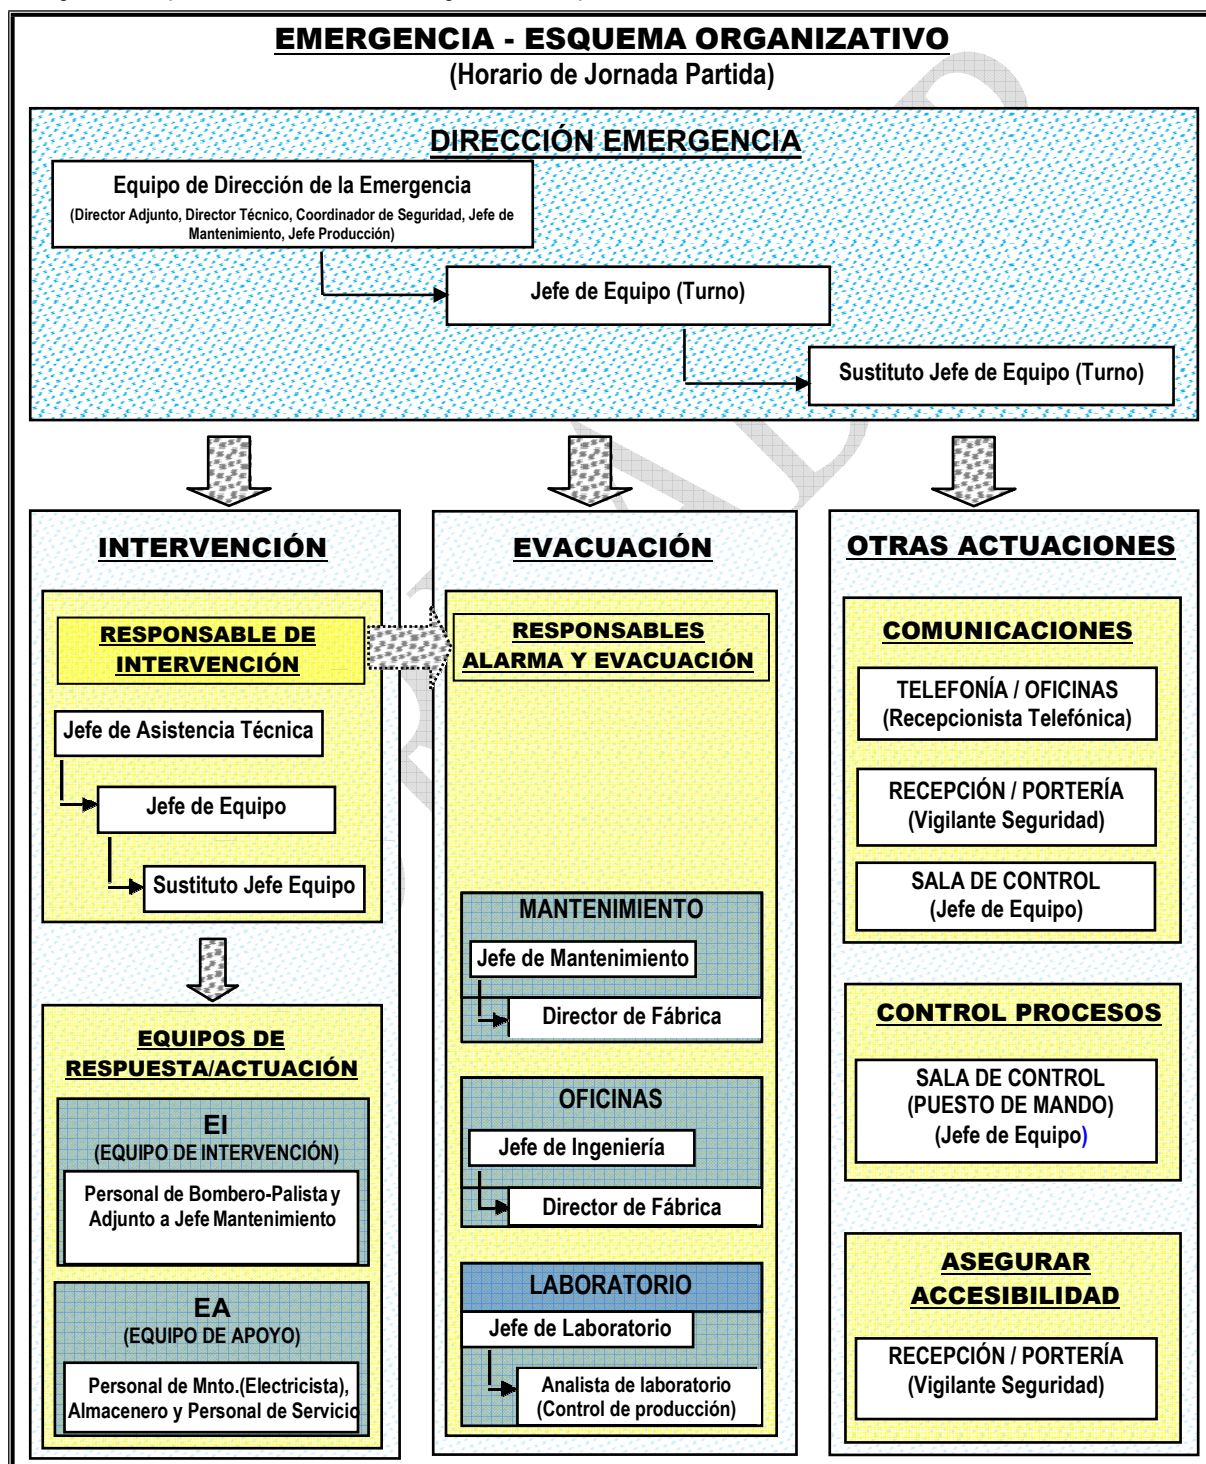 EMERGENCIA - ESQUEMA ORGANIZATIVO
(Horario de Jornada Partida)
DIRECCIÓN EMERGENCIA
Equipo de Dirección de la Emergencia
(Director Adjunto, Director Técnico, Coordinador de Seguridad, Jefe de
Mantenimiento, Jefe Producción)
Jefe de Equipo (Turno)
Sustituto Jefe de Equipo (Turno)
INTERVENCIÓN
RESPONSABLE DE
INTERVENCIÓN
Jefe de Asistencia Técnica
Jefe de Equipo
Sustituto Jefe Equipo
EQUIPOS DE
RESPUESTA/ACTUACIÓN
EI
(EQUIPO DE INTERVENCIÓN)
Personal de Bombero-Palista y
Adjunto a Jefe Mantenimiento
EA
(EQUIPO DE APOYO)
Personal de Mnto.(Electricista),
Almacenero y Personal de Servicio
EVACUACIÓN
RESPONSABLES
ALARMA Y EVACUACIÓN
MANTENIMIENTO
Jefe de Mantenimiento
Director de Fábrica
OFICINAS
Jefe de Ingeniería
Director de Fábrica
LABORATORIO
Jefe de Laboratorio
Analista de laboratorio
(Control de producción)
OTRAS ACTUACIONES
COMUNICACIONES
TELEFONÍA / OFICINAS
(Recepcionista Telefónica)
RECEPCIÓN / PORTERÍA
(Vigilante Seguridad)
SALA DE CONTROL
(Jefe de Equipo)
CONTROL PROCESOS
SALA DE CONTROL
(PUESTO DE MANDO)
(Jefe de Equipo)
ASEGURAR
ACCESIBILIDAD
RECEPCIÓN / PORTERÍA
(Vigilante Seguridad)